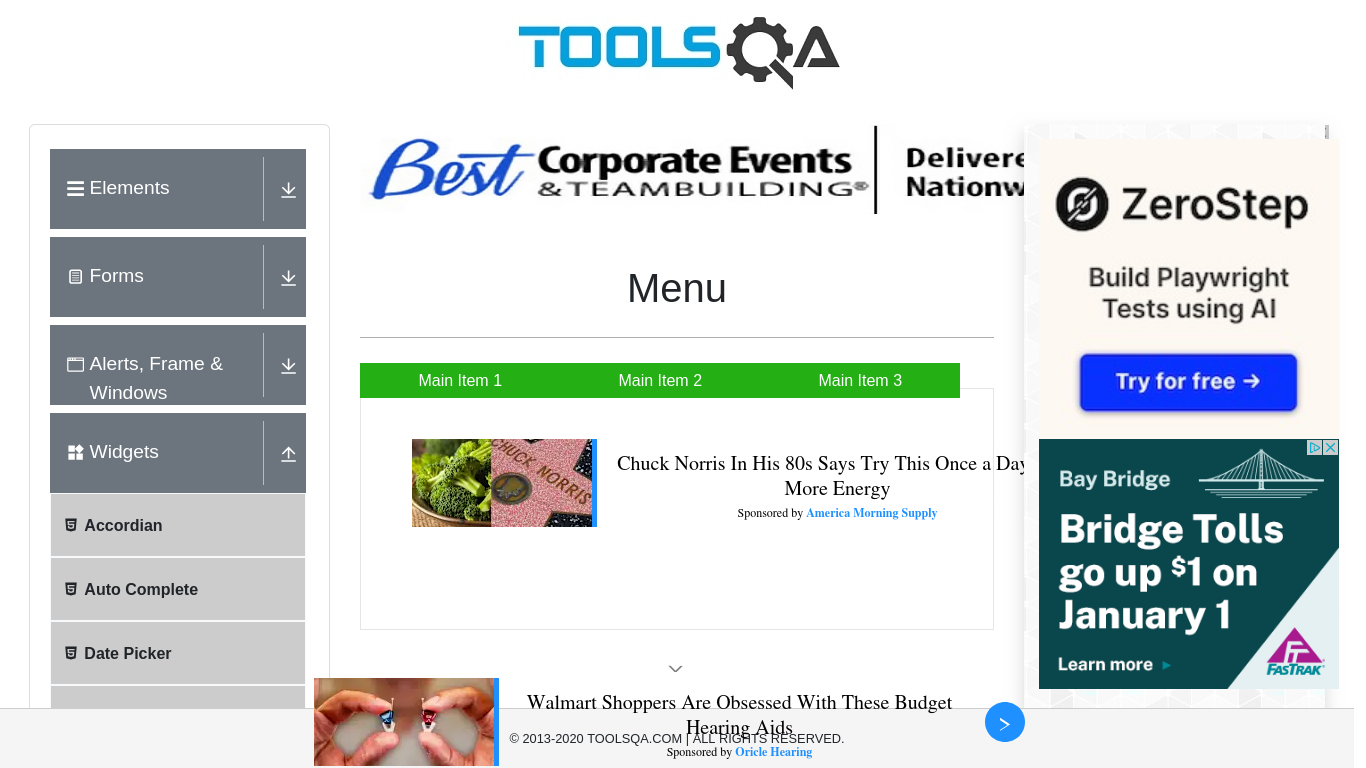 TOOLSQA
Elements
Forms
Alerts, Frame &
Windows
Widgets
Accordian
Auto Complete
Date Picker
Best Corporate Events
& TEAMBUILDING®
Menu
Main Item 1
Main Item 2
Main Item 3
CHUCK NORRIS
Chuck Norris In His 80s Says Try This Once a Day
More Energy
Sponsored by America Morning Supply
Walmart Shoppers Are Obsessed With These Budget
Hearing Aids
Sponsored by Oricle Hearing
ZeroStep
Build Playwright
Tests using AI
Try for free →
Bay Bridge
Bridge Tolls
go up $1 on
January 1
Learn more
FASTRAK
© 2013-2020 TOOLSQA.COM | ALL RIGHTS RESERVED.